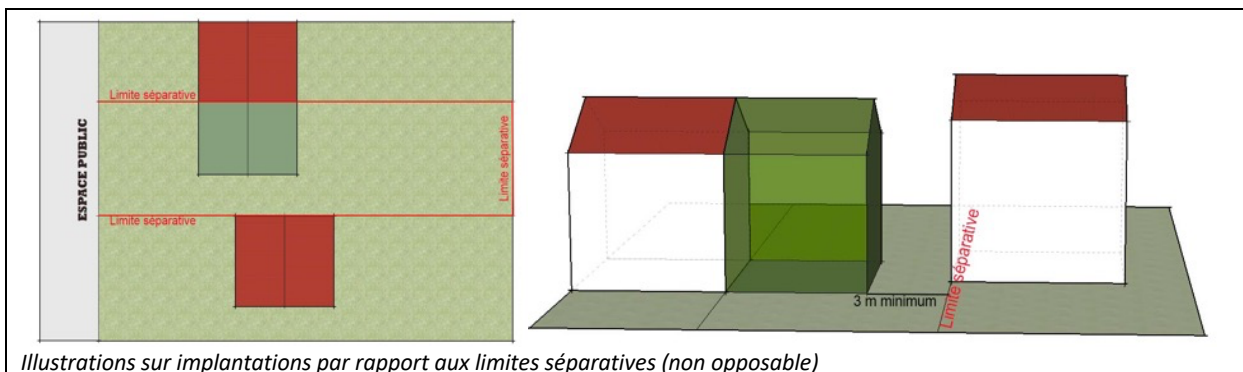 Limite séparative
Limite séparative
ESPACE PUBLIC
Limite séparative
3 m minimum
Limite séparative
Illustrations sur implantations par rapport aux limites séparatives (non opposable)